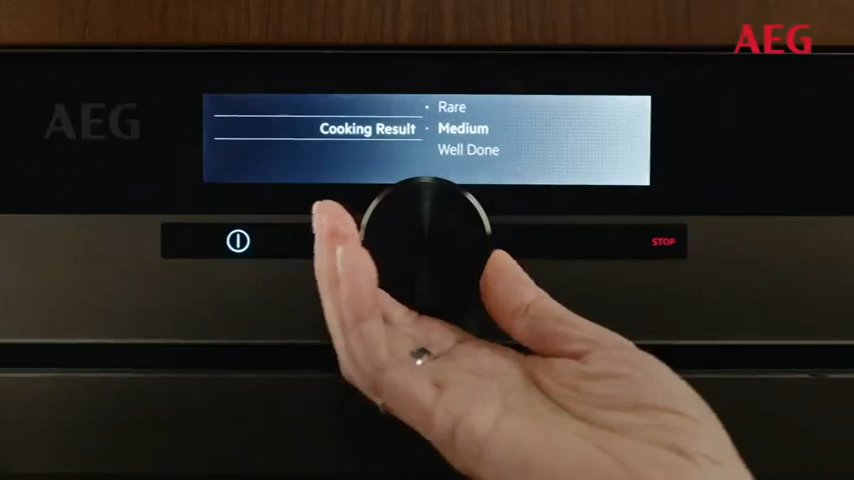 AEG
AEG
Rare
Cooking Result · Medium
Well Done
STOP